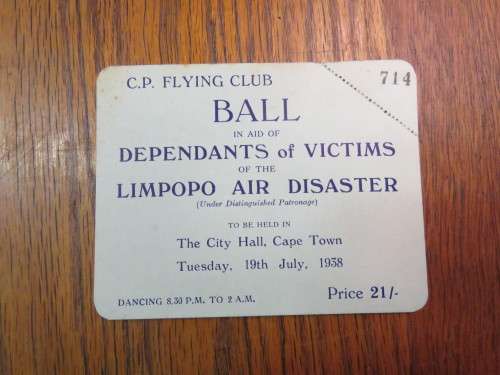 C.P. FLYING CLUB
714
BALL
IN AID OF
DEPENDANTS of VICTIMS
OF THE
LIMPOPO AIR DISASTER
(Under Distinguished Patronage)
TO BE HELD IN
The City Hall, Cape Town
Tuesday, 19th July, 1938
DANCING 8.30 P.M. TO 2 A.M.
Price 21/-